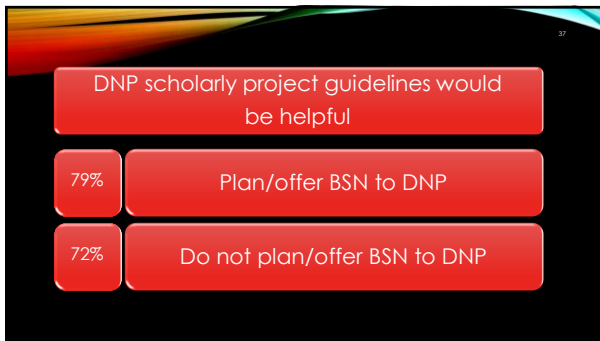 37
DNP scholarly project guidelines would
be helpful
79%
Plan/offer BSN to DNP
72%
Do not plan/offer BSN to DNP